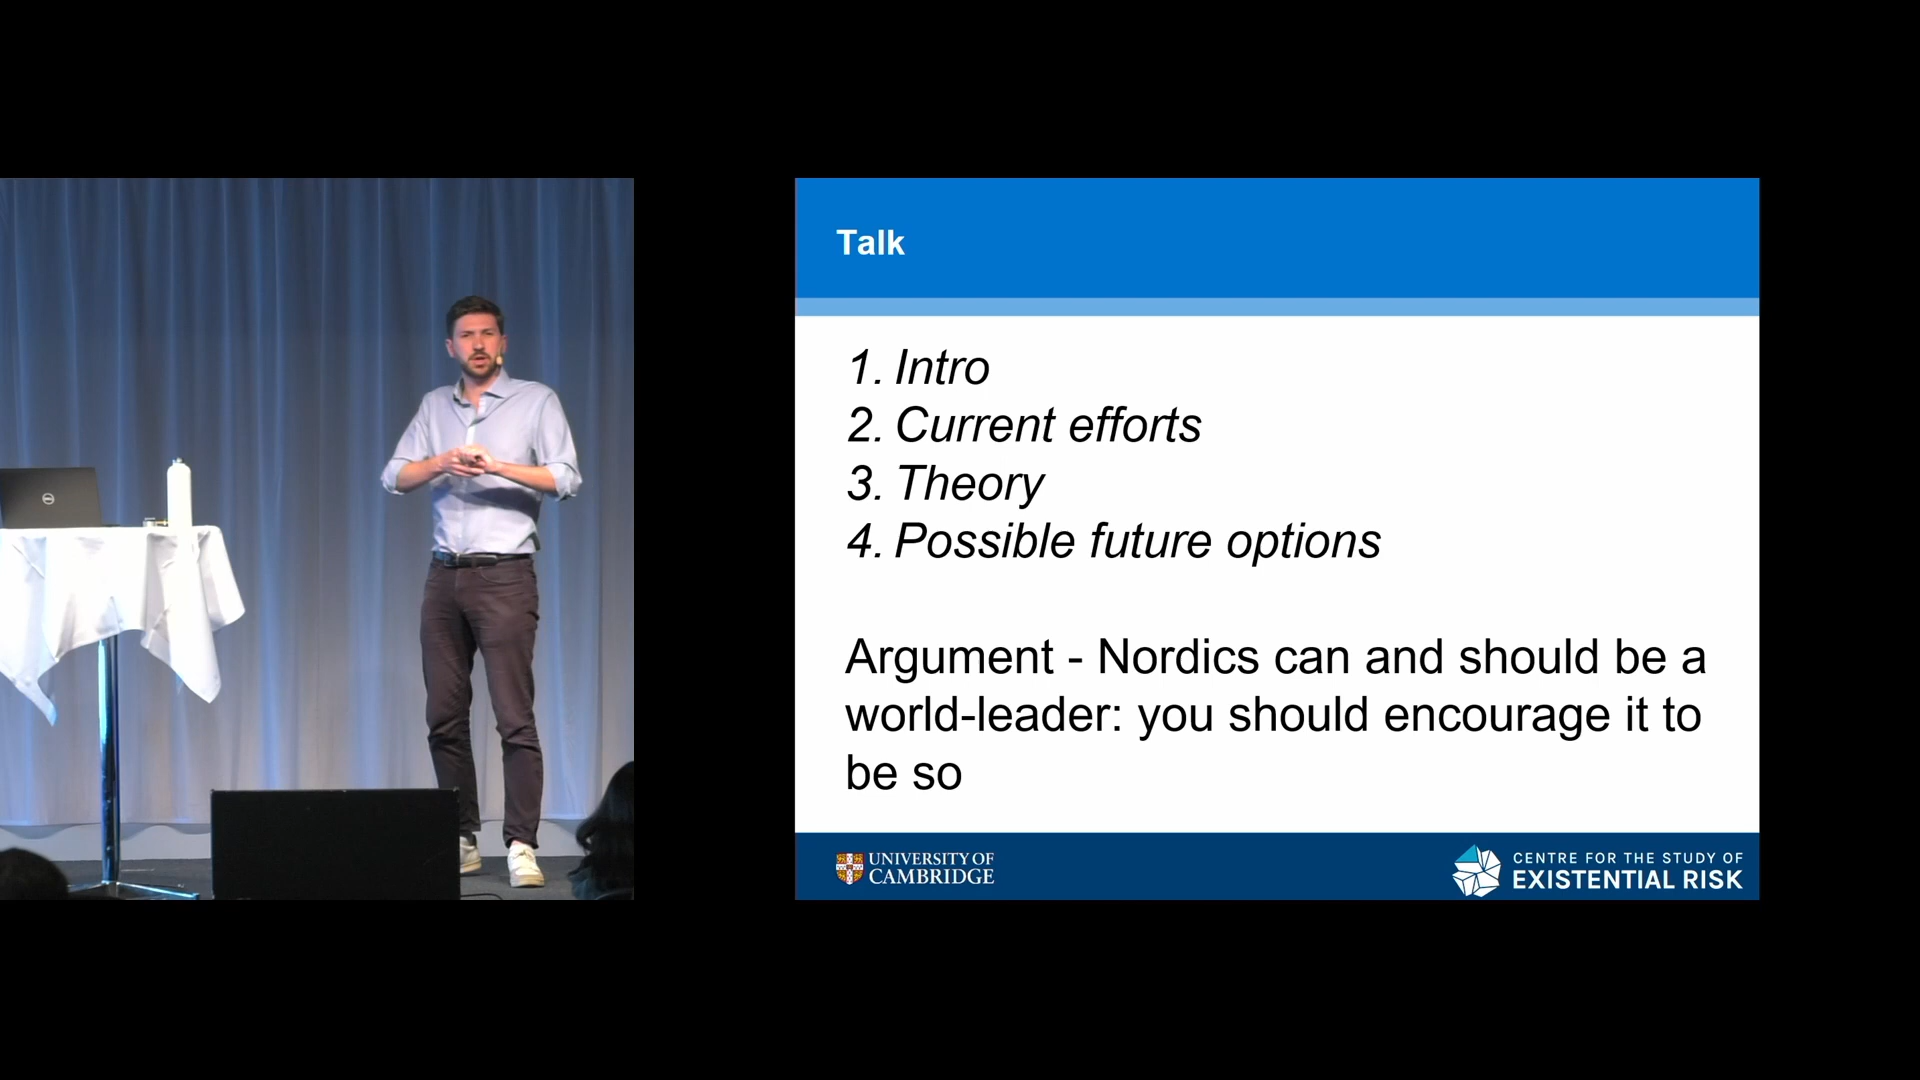 Talk
1. Intro
2. Current efforts
3. Theory
4. Possible future options
Argument - Nordics can and should be a
world-leader: you should encourage it to
be so
UNIVERSITY OF
CAMBRIDGE
CENTRE FOR THE STUDY OF
EXISTENTIAL RISK